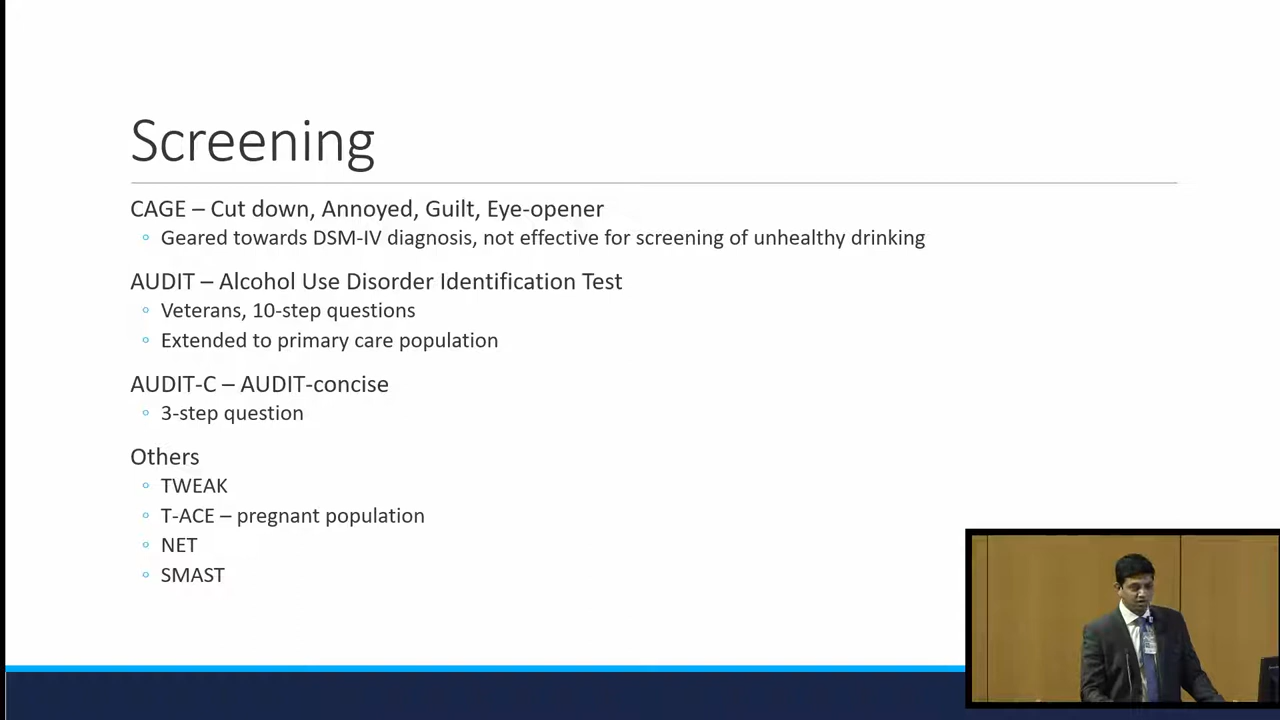 Screening
CAGE – Cut down, Annoyed, Guilt, Eye-opener
◦ Geared towards DSM-IV diagnosis, not effective for screening of unhealthy drinking
AUDIT – Alcohol Use Disorder Identification Test
◦ Veterans, 10-step questions
◦ Extended to primary care population
AUDIT-C – AUDIT-concise
◦ 3-step question
Others
◦ TWEAK
◦ T-ACE – pregnant population
◦ NET
◦ SMAST